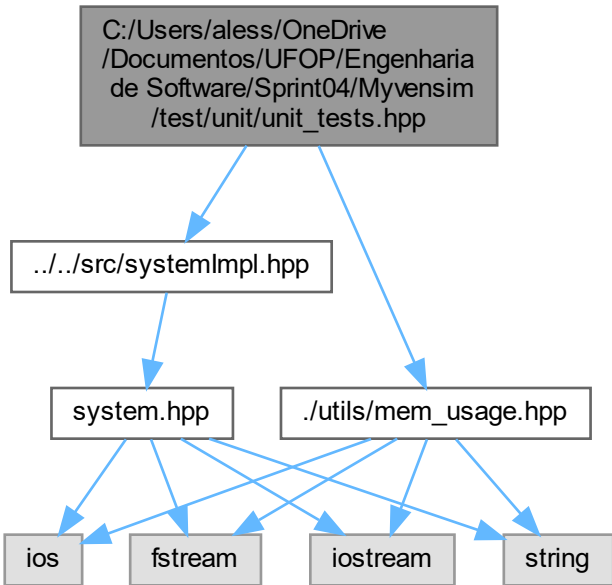 C:/Users/aless/OneDrive
/Documentos/UFOP/Engenharia
de Software/Sprint04/Myvensim
/test/unit/unit_tests.hpp
../../src/systemImpl.hpp
system.hpp
./utils/mem_usage.hpp
ios
fstream
iostream
string